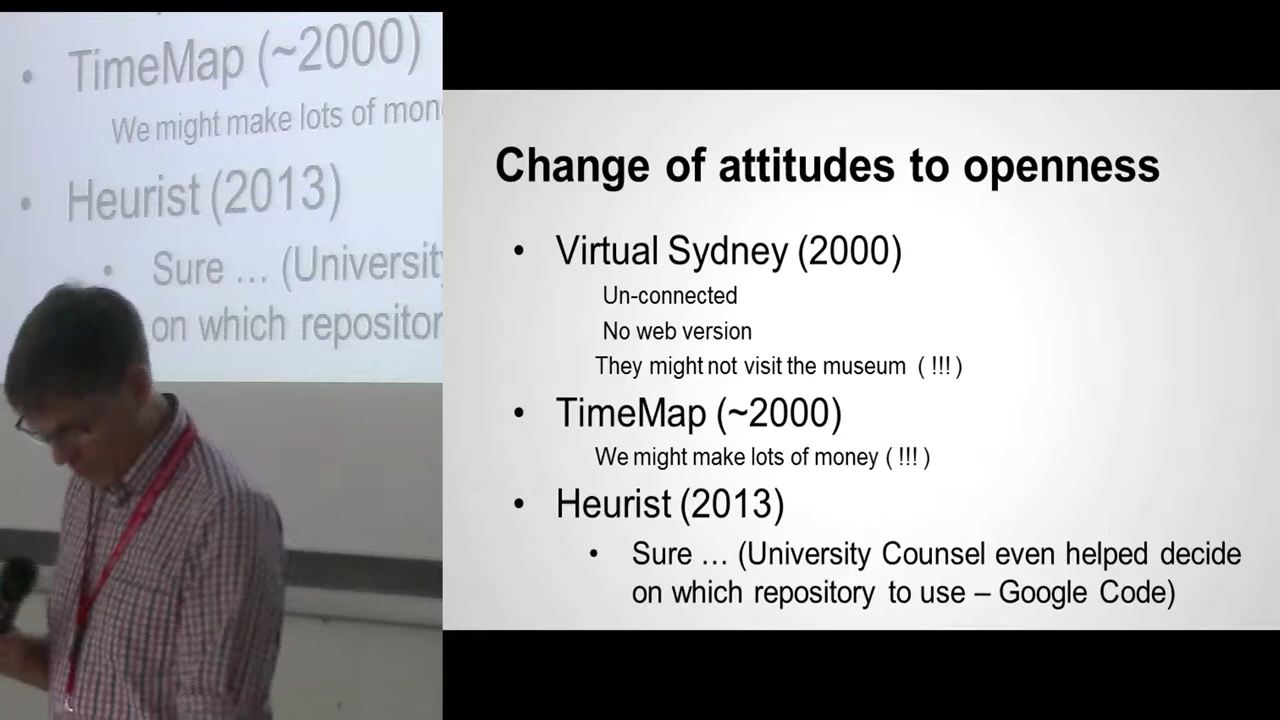 • TimeMap (~2000)
We might make lots of mon
• Heurist (2013)
• Sure … (Universit
on which repositor
Change of attitudes to openness
• Virtual Sydney (2000)
Un-connected
No web version
They might not visit the museum ( !!! )
• TimeMap (~2000)
We might make lots of money ( !!! )
• Heurist (2013)
• Sure … (University Counsel even helped decide
on which repository to use – Google Code)